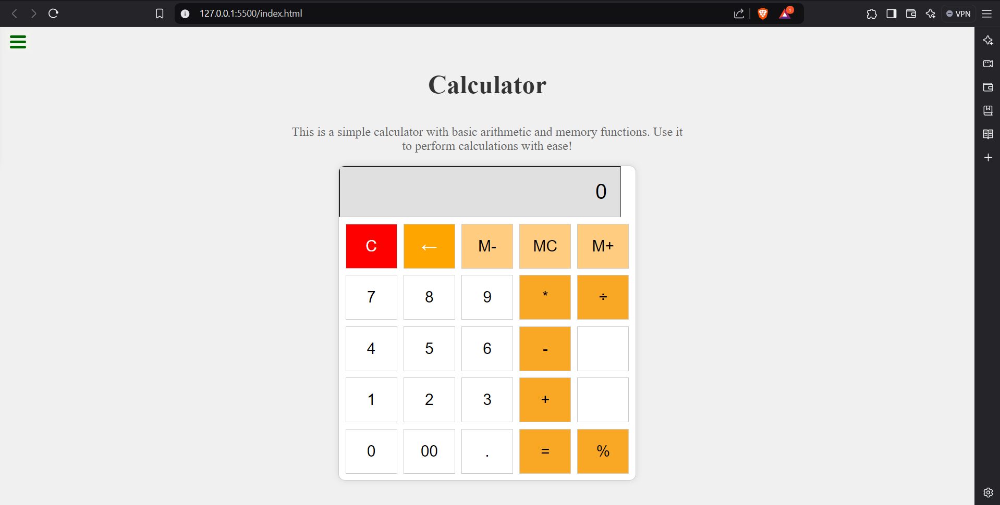 127.0.0.1:5500/index.html
1
VPN
Calculator
This is a simple calculator with basic arithmetic and memory functions. Use it
to perform calculations with ease!
0
C ← M- MC M+
7 8 9 * ÷
4 5 6 -
1 2 3 +
0 00 . = %